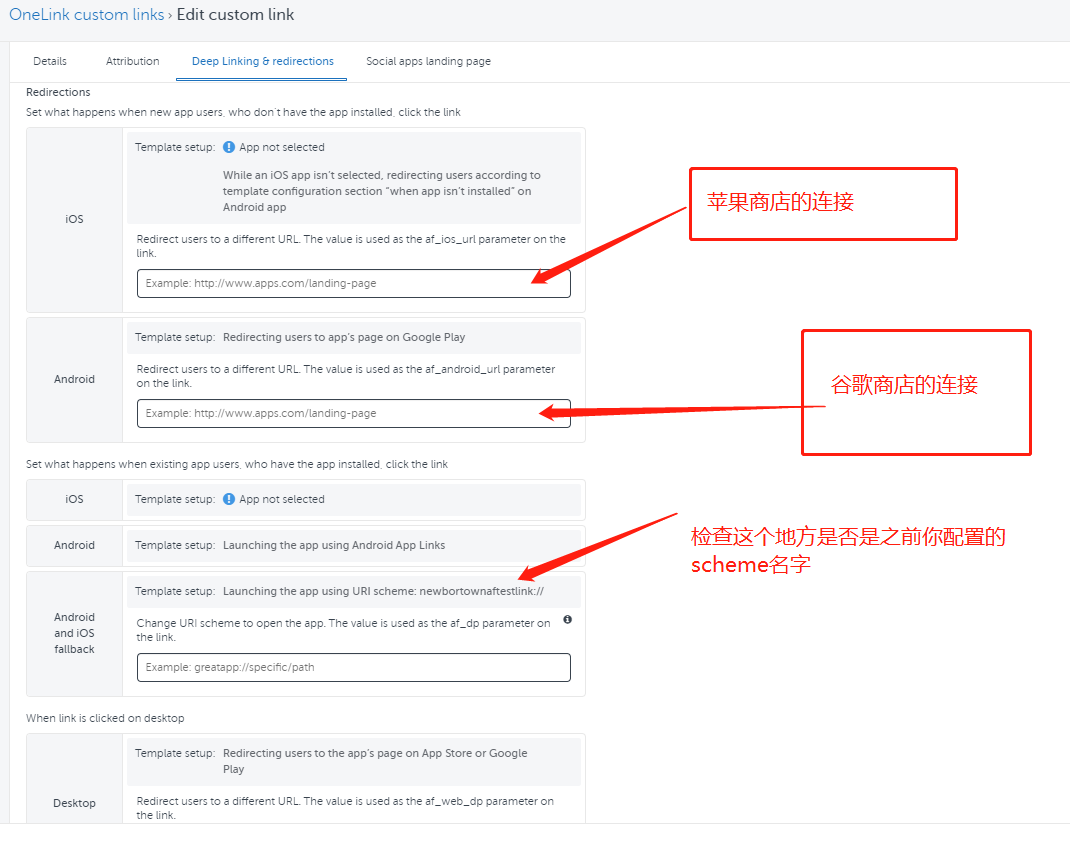 OneLink custom links › Edit custom link
Details
Attribution
Deep Linking & redirections
Social apps landing page
Redirections
Set what happens when new app users, who don't have the app installed, click the link
iOS
Template setup: App not selected
While an iOS app isn't selected, redirecting users according to
template configuration section "when app isn't installed" on
Android app
Redirect users to a different URL. The value is used as the af_ios_url parameter on the
link.
Example: http://www.apps.com/landing-page
苹果商店的连接
Android
Template setup: Redirecting users to app's page on Google Play
Redirect users to a different URL. The value is used as the af_android_url parameter
on the link.
Example: http://www.apps.com/landing-page
谷歌商店的连接
Set what happens when existing app users, who have the app installed, click the link
iOS
Template setup: App not selected
Android
Template setup: Launching the app using Android App Links
检查这个地方是否是之前你配置的
scheme名字
Android
and iOS
fallback
Template setup: Launching the app using URI scheme: newbortownaftestlink://
Change URI scheme to open the app. The value is used as the af_dp parameter on
the link.
Example: greatapp://specific/path
When link is clicked on desktop
Desktop
Template setup: Redirecting users to the app's page on App Store or Google
Play
Redirect users to a different URL. The value is used as the af_web_dp parameter on
the link.